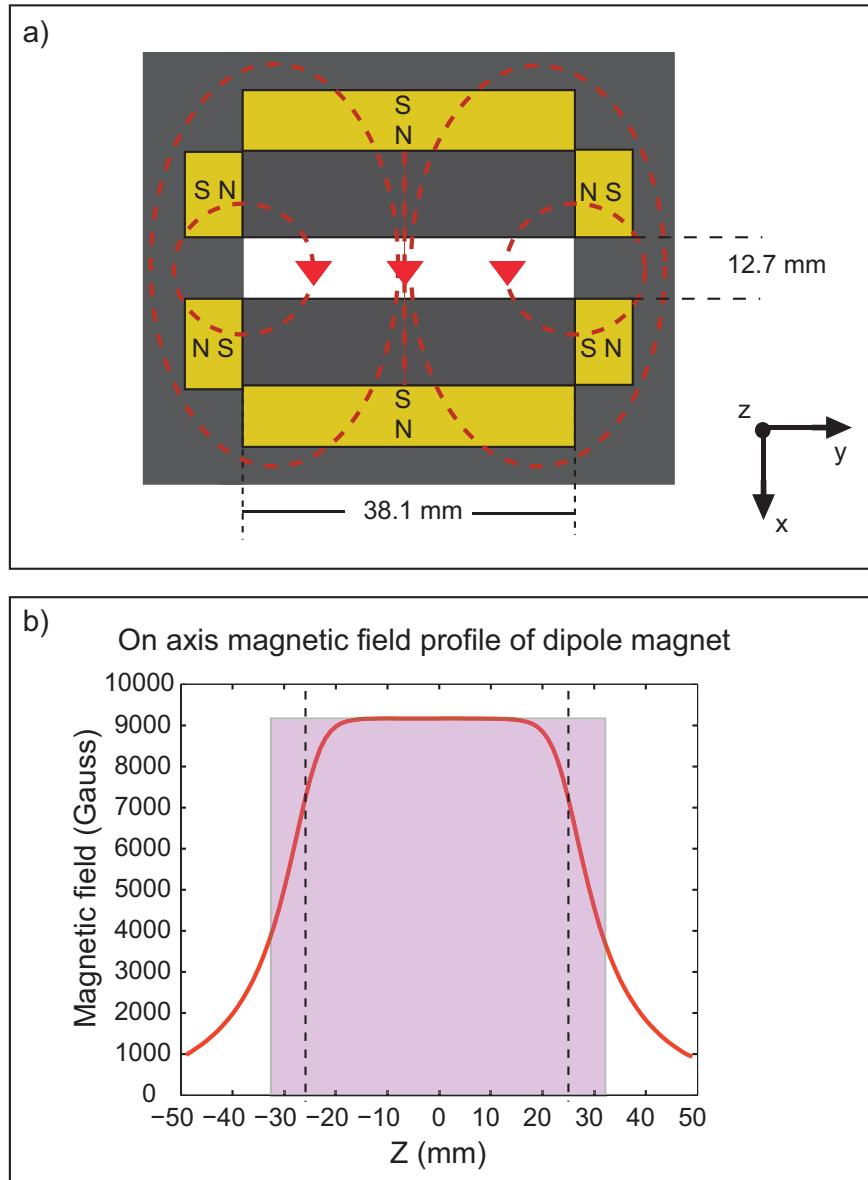 a)
S
N
S N
N S
12.7 mm
N S
S N
S
N
z
y
x
38.1 mm
b)
On axis magnetic field profile of dipole magnet
10000
9000
8000
7000
6000
5000
4000
3000
2000
1000
0
Magnetic field (Gauss)
−50 −40 −30 −20 −10 0 10 20 30 40 50
Z (mm)